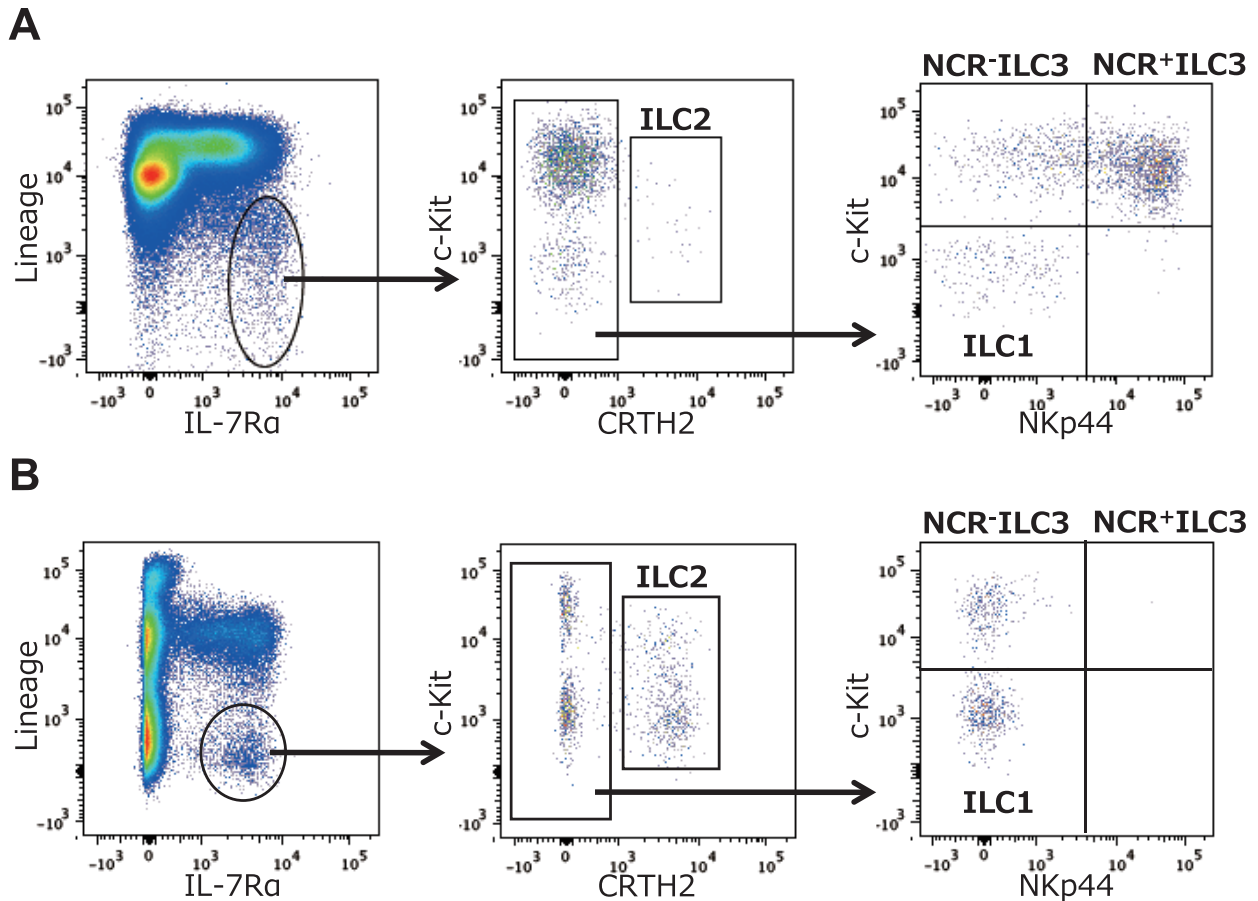 A
NCR-ILC3 NCR+ILC3
10⁵ 10⁴ 10³ -10³
Lineage
-10³ 0 10³ 10⁴ 10⁵
IL-7Rα
ILC2
10⁵ 10⁴ 10³ -10³
c-Kit
-10³ 0 10³ 10⁴ 10⁵
CRTH2
10⁵ 10⁴ 10³ -10³
c-Kit
ILC1
-10³ 0 10³ 10⁴ 10⁵
NKp44
B
NCR-ILC3 NCR+ILC3
10⁵ 10⁴ 10³ -10³
Lineage
-10³ 0 10³ 10⁴ 10⁵
IL-7Rα
ILC2
10⁵ 10⁴ 10³ -10³
c-Kit
-10³ 0 10³ 10⁴ 10⁵
CRTH2
10⁵ 10⁴ 10³ -10³
c-Kit
ILC1
-10³ 0 10³ 10⁴ 10⁵
NKp44